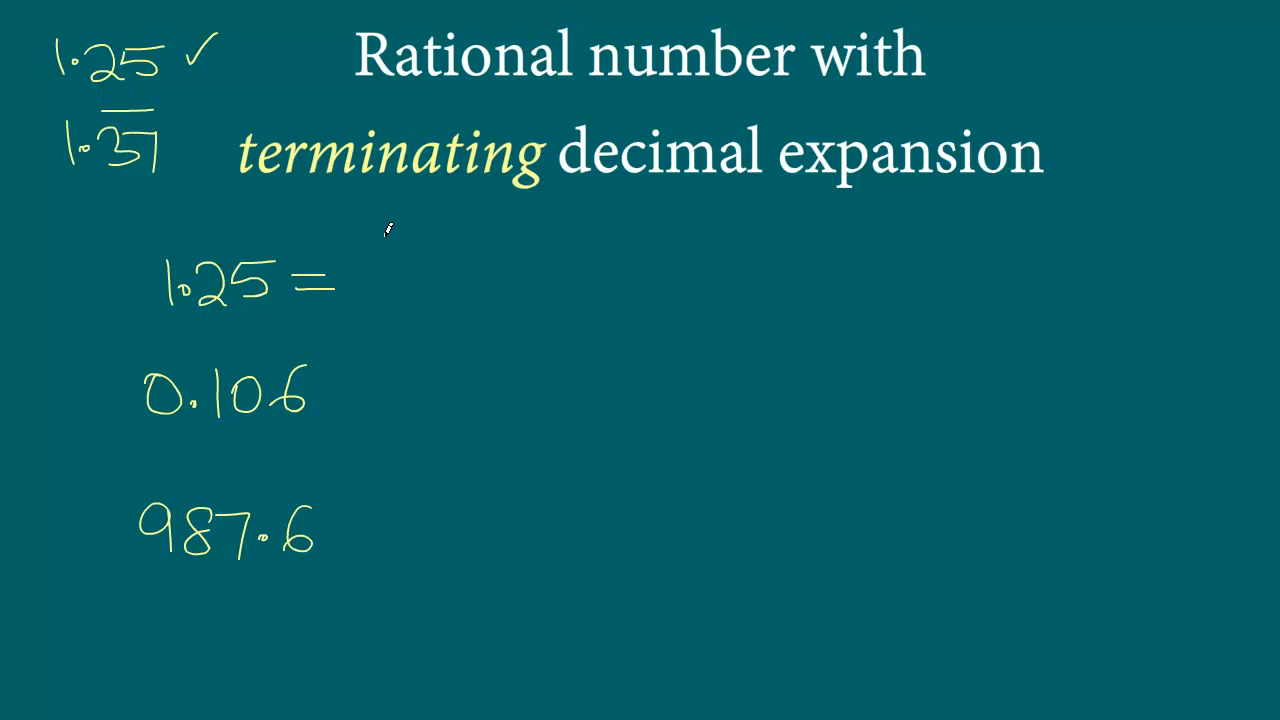 1.25 ✓
Rational number with
1.3̅7̅
terminating decimal expansion
1.25 =
0.106
987.6